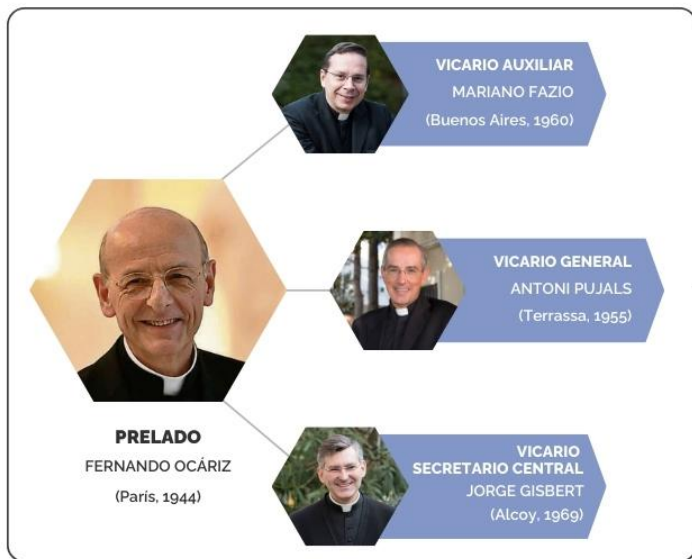 VICARIO AUXILIAR
MARIANO FAZIO
(Buenos Aires, 1960)
VICARIO GENERAL
ANTONI PUJALS
(Terrassa, 1955)
PRELADO
FERNANDO OCÁRIZ
(París, 1944)
VICARIO
SECRETARIO CENTRAL
JORGE GISBERT
(Alcoy, 1969)